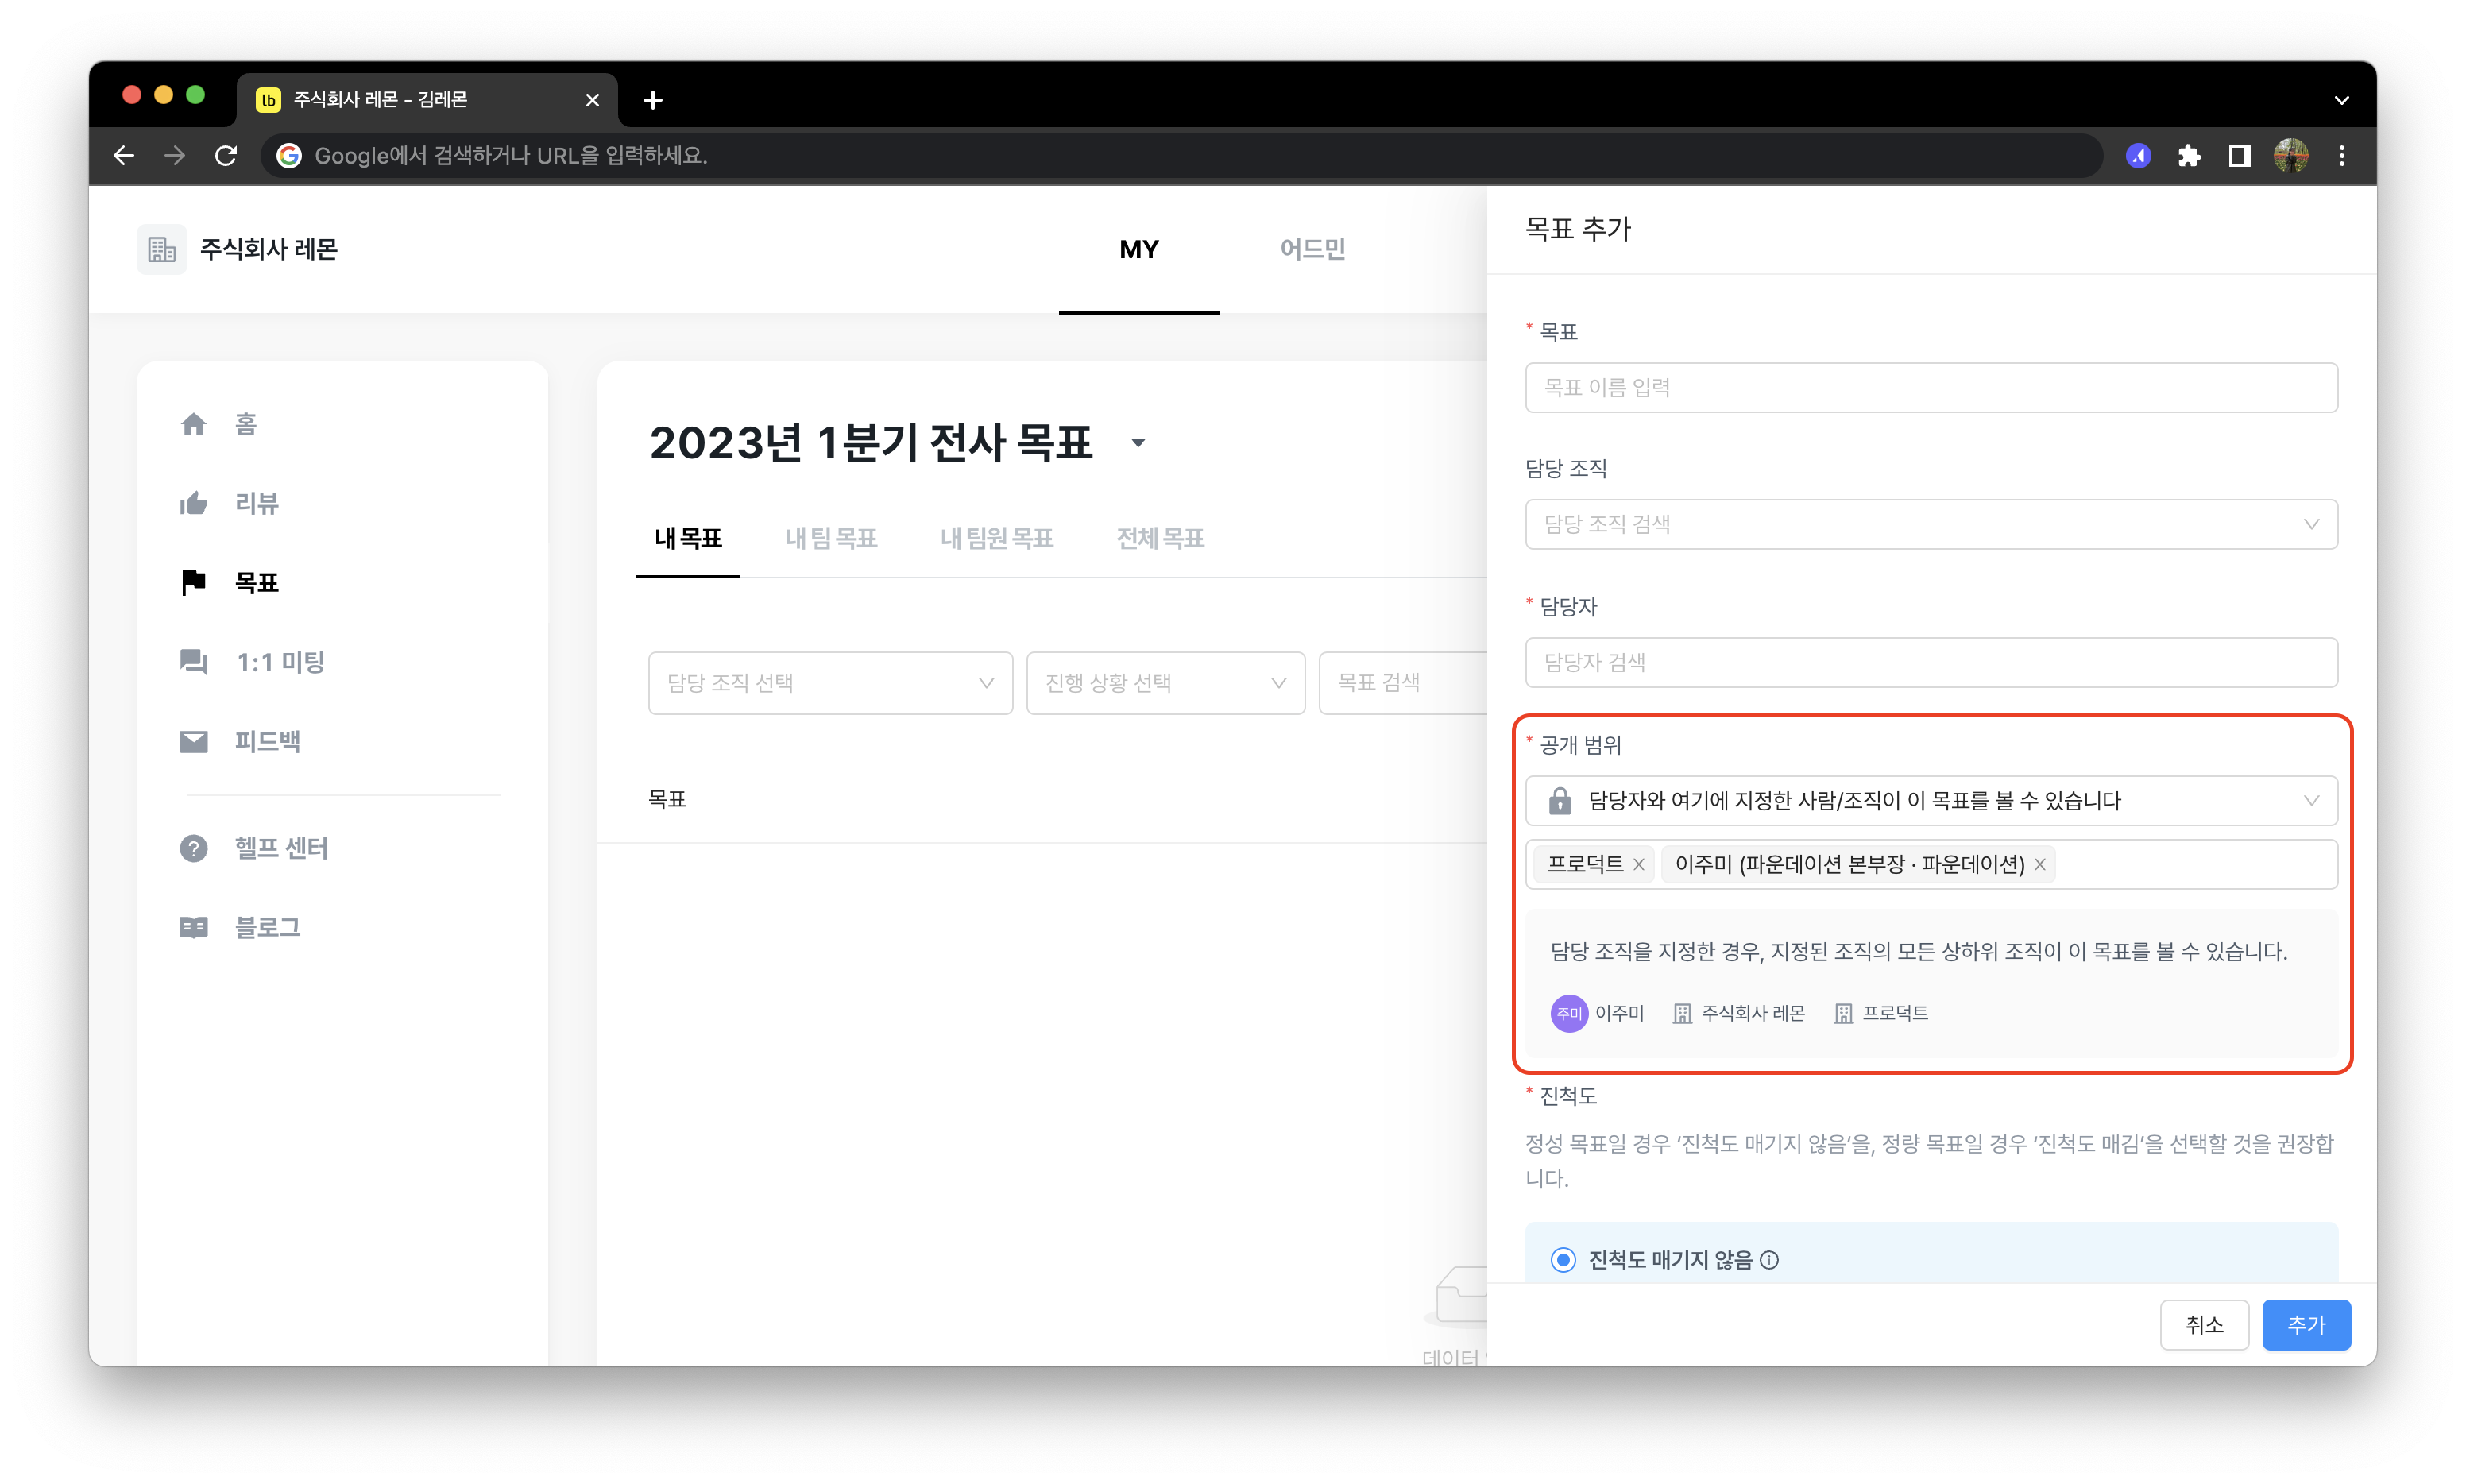 lb 주식회사 레몬 - 김레몬
Google에서 검색하거나 URL을 입력하세요.
주식회사 레몬
MY 어드민
홈
리뷰
목표
1:1 미팅
피드백
헬프 센터
블로그
2023년 1분기 전사 목표
내 목표 내 팀 목표 내 팀원 목표 전체 목표
담당 조직 선택 진행 상황 선택 목표 검색
목표
데이터
목표 추가
* 목표
목표 이름 입력
담당 조직
담당 조직 검색
* 담당자
담당자 검색
* 공개 범위
담당자와 여기에 지정한 사람/조직이 이 목표를 볼 수 있습니다
프로덕트 이주미 (파운데이션 본부장 · 파운데이션)
담당 조직을 지정한 경우, 지정된 조직의 모든 상하위 조직이 이 목표를 볼 수 있습니다.
주미 이주미 주식회사 레몬 프로덕트
* 진척도
정성 목표일 경우 ‘진척도 매기지 않음’을, 정량 목표일 경우 ‘진척도 매김’을 선택할 것을 권장합
니다.
진척도 매기지 않음
취소 추가